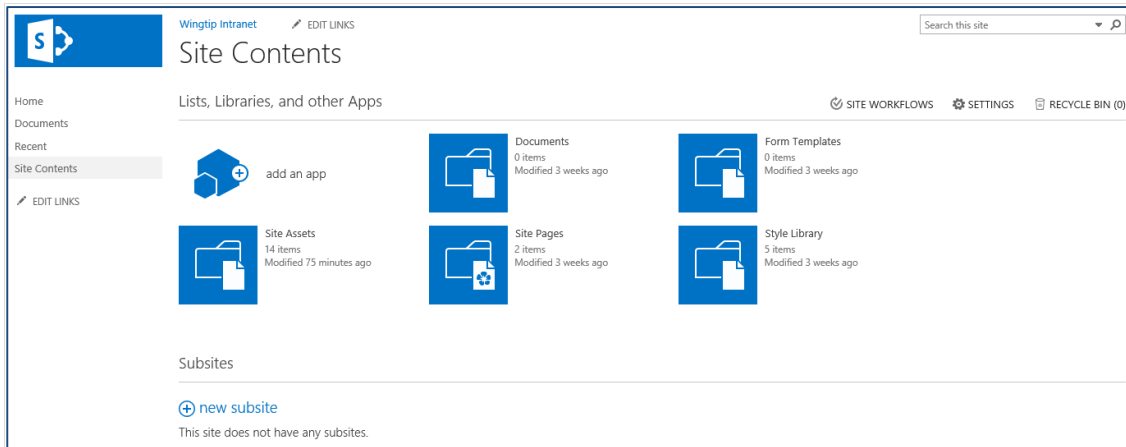 S
Wingtip Intranet EDIT LINKS
Search this site
Site Contents
Home
Documents
Recent
Site Contents
EDIT LINKS
Lists, Libraries, and other Apps
SITE WORKFLOWS SETTINGS RECYCLE BIN (0)
add an app
Documents
0 items
Modified 3 weeks ago
Form Templates
0 items
Modified 3 weeks ago
Site Assets
14 items
Modified 75 minutes ago
Site Pages
2 items
Modified 3 weeks ago
Style Library
5 items
Modified 3 weeks ago
Subsites
new subsite
This site does not have any subsites.